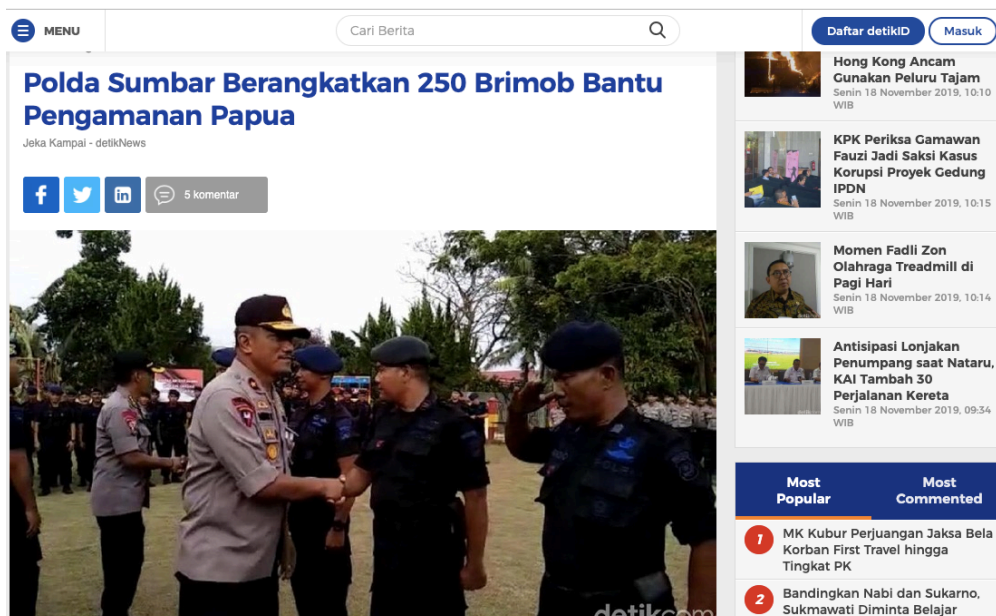 MENU
Cari Berita
Daftar detikID
Masuk
Polda Sumbar Berangkatkan 250 Brimob Bantu
Pengamanan Papua
Jeka Kampai - detikNews
f
in
5 komentar
POLRI
detikcom
Hong Kong Ancam
Gunakan Peluru Tajam
Senin 18 November 2019, 10:10
WIB
KPK Periksa Gamawan
Fauzi Jadi Saksi Kasus
Korupsi Proyek Gedung
IPDN
Senin 18 November 2019, 10:15
WIB
Momen Fadli Zon
Olahraga Treadmill di
Pagi Hari
Senin 18 November 2019, 10:14
WIB
Antisipasi Lonjakan
Penumpang saat Nataru,
KAI Tambah 30
Perjalanan Kereta
Senin 18 November 2019, 09:34
WIB
Most
Popular
Most
Commented
1
MK Kubur Perjuangan Jaksa Bela
Korban First Travel hingga
Tingkat PK
2
Bandingkan Nabi dan Sukarno,
Sukmawati Diminta Belajar